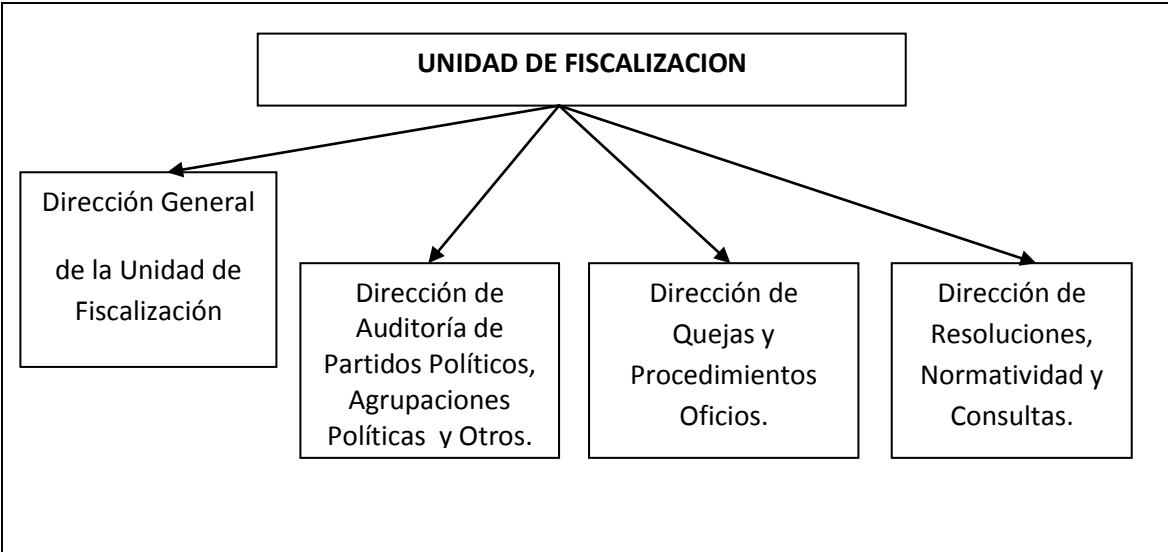 UNIDAD DE FISCALIZACION
Dirección General
de la Unidad de
Fiscalización
Dirección de
Auditoría de
Partidos Políticos,
Agrupaciones
Políticas y Otros.
Dirección de
Quejas y
Procedimientos
Oficios.
Dirección de
Resoluciones,
Normatividad y
Consultas.